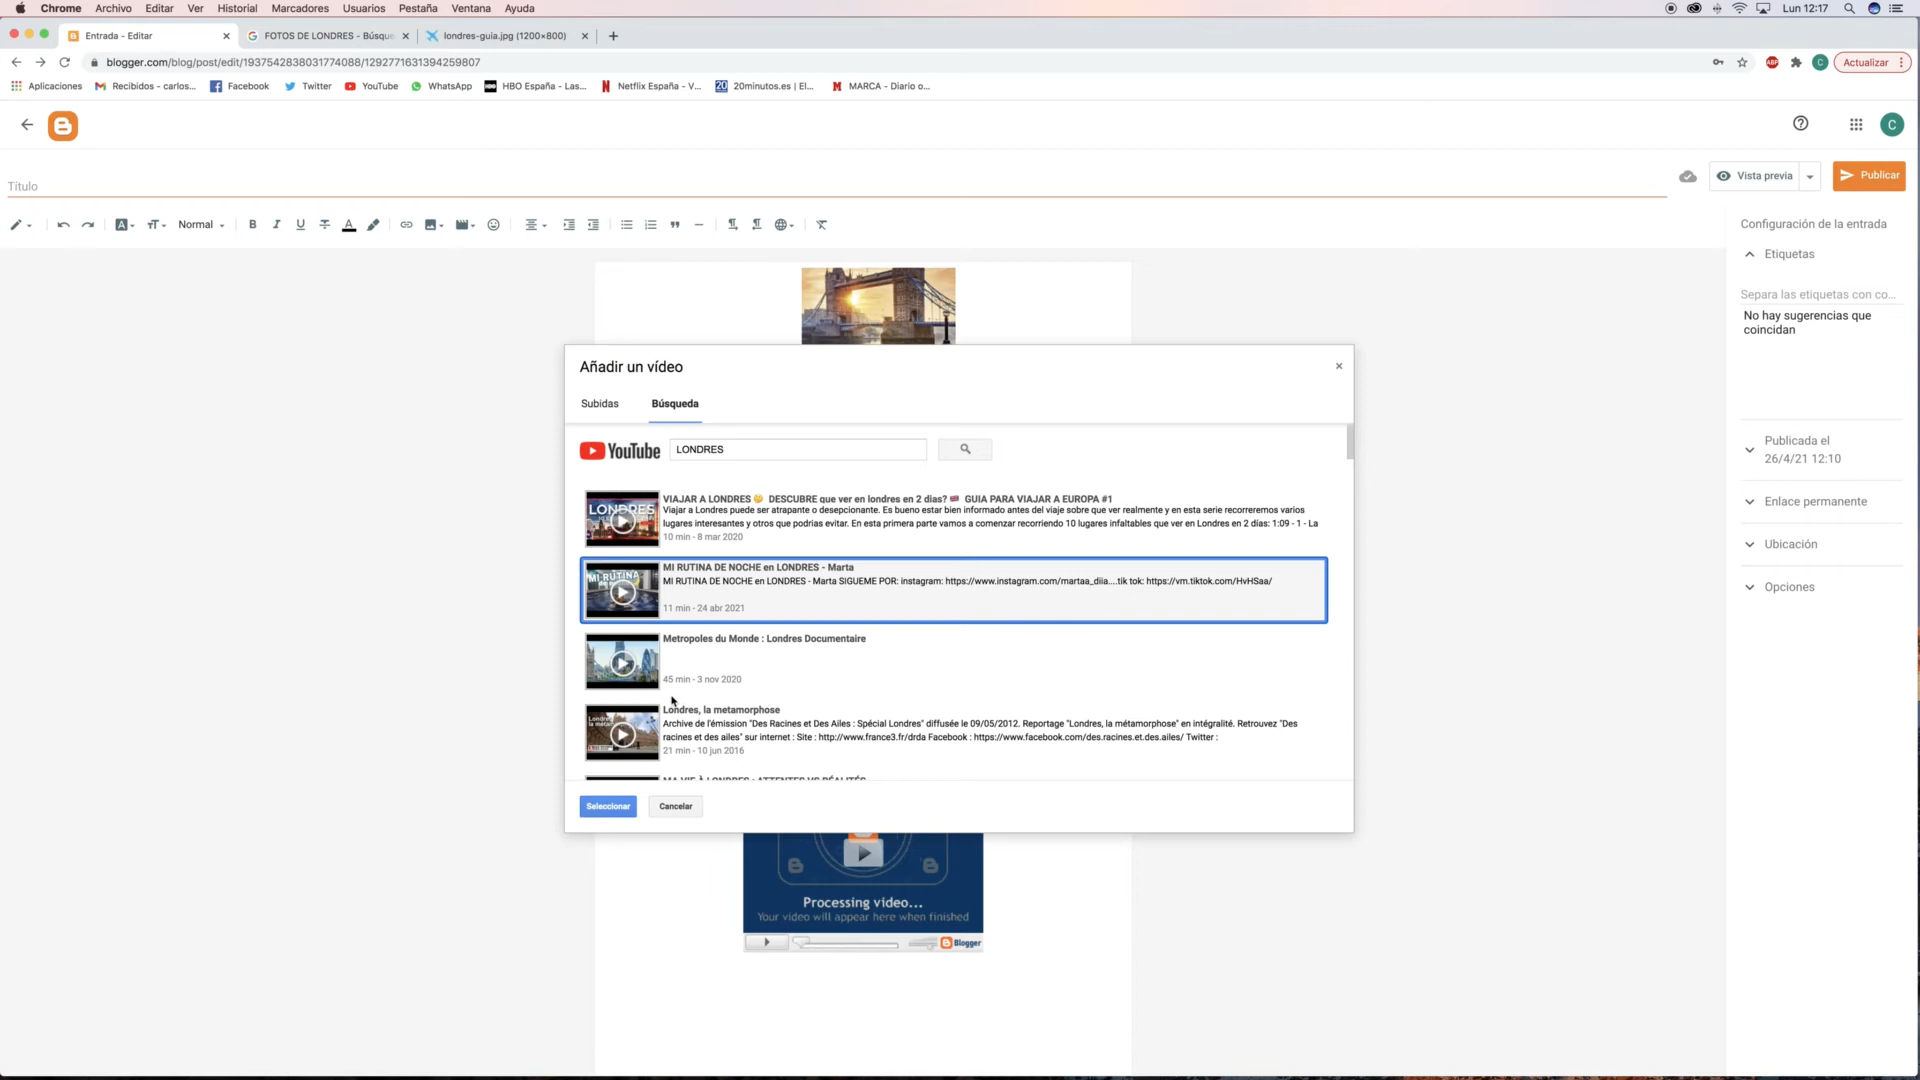 Chrome Archivo Editar Ver Historial Marcadores Usuarios Pestaña Ventana Ayuda Lun 12:17
Entrada - Editar FOTOS DE LONDRES - Búsqu londres-guia.jpg (1200×800)
blogger.com/blog/post/edit/1937542838031774088/1292771631394259807 ABP C Actualizar
Aplicaciones Recibidos - carlos... Facebook Twitter YouTube WhatsApp HBO España - Las... Netflix España - V... 20minutos.es | El... MARCA - Diario o...
C
Título
Vista previa Publicar
Normal
Configuración de la entrada
Etiquetas
Separa las etiquetas con co...
No hay sugerencias que
coincidan
Publicada el
26/4/21 12:10
Enlace permanente
Ubicación
Opciones
Añadir un vídeo
Subidas Búsqueda
YouTube LONDRES
LONDRES
VIAJAR A LONDRES 🤔 DESCUBRE que ver en londres en 2 dias? 🇬🇧 GUIA PARA VIAJAR A EUROPA #1
Viajar a Londres puede ser atrapante o desepcionante. Es bueno estar bien informado antes del viaje sobre que ver realmente y en esta serie recorreremos varios
lugares interesantes y otros que podrias evitar. En esta primera parte vamos a comenzar recorriendo 10 lugares infaltables que ver en Londres en 2 días: 1:09 - 1 - La
10 min - 8 mar 2020
MI RUTINA
MI RUTINA DE NOCHE en LONDRES - Marta
MI RUTINA DE NOCHE en LONDRES - Marta SIGUEME POR: instagram: https://www.instagram.com/martaa_diia....tik tok: https://vm.tiktok.com/HvHSaa/
11 min - 24 abr 2021
Metropoles du Monde : Londres Documentaire
45 min - 3 nov 2020
Londres, la metamorphose
Archive de l'émission "Des Racines et Des Ailes : Spécial Londres" diffusée le 09/05/2012. Reportage "Londres, la métamorphose" en intégralité. Retrouvez "Des
racines et des ailes" sur internet : Site : http://www.france3.fr/drda Facebook : https://www.facebook.com/des.racines.et.des.ailes/ Twitter :
21 min - 10 jun 2016
MA VIE À LONDRES : ATTENTES VS RÉALITÉS
Seleccionar Cancelar
Processing video...
Your video will appear here when finished
Blogger